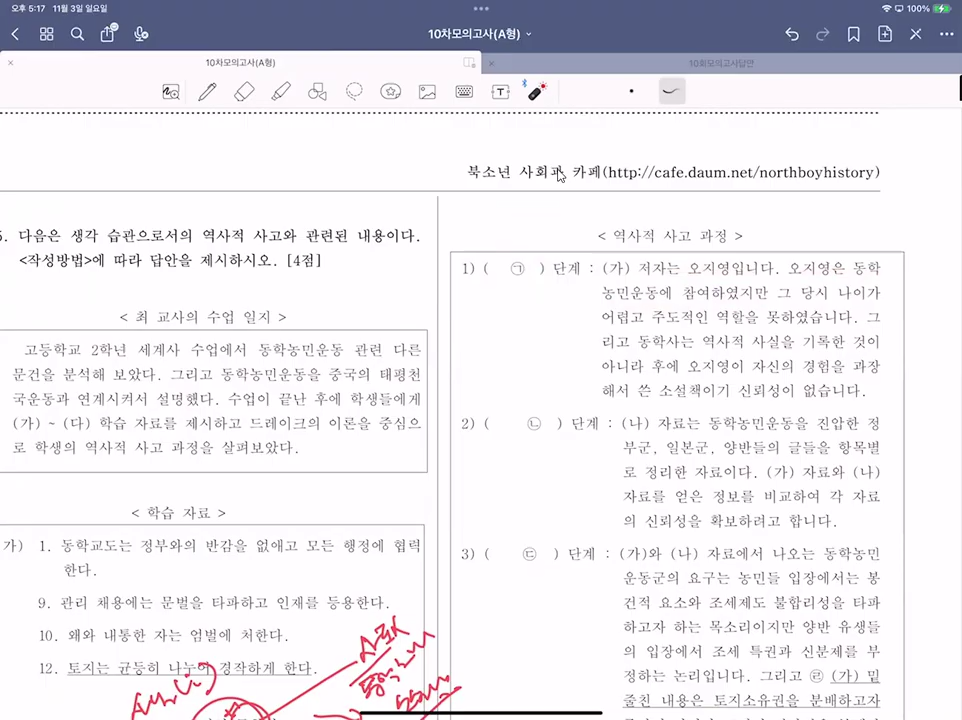 오후 5:17 11월 3일 일요일
100%
10차모의고사(A형)
10차모의고사(A형)
10회모의고사답안
북소년 사회과 카페(http://cafe.daum.net/northboyhistory)
5. 다음은 생각 습관으로서의 역사적 사고와 관련된 내용이다.
<작성방법>에 따라 답안을 제시하시오. [4점]
< 최 교사의 수업 일지 >
고등학교 2학년 세계사 수업에서 동학농민운동 관련 다른
문건을 분석해 보았다. 그리고 동학농민운동을 중국의 태평천
국운동과 연계시켜서 설명했다. 수업이 끝난 후에 학생들에게
(가) ~ (다) 학습 자료를 제시하고 드레이크의 이론을 중심으
로 학생의 역사적 사고 과정을 살펴보았다.
< 학습 자료 >
가) 1. 동학교도는 정부와의 반감을 없애고 모든 행정에 협력
한다.
9. 관리 채용에는 문벌을 타파하고 인재를 등용한다.
10. 왜와 내통한 자는 엄벌에 처한다.
12. 토지는 균등히 나누어 경작하게 한다.
< 역사적 사고 과정 >
1) ( ㉠ ) 단계 : (가) 저자는 오지영입니다. 오지영은 동학
농민운동에 참여하였지만 그 당시 나이가
어렵고 주도적인 역할을 못하였습니다. 그
리고 동학사는 역사적 사실을 기록한 것이
아니라 후에 오지영이 자신의 경험을 과장
해서 쓴 소설책이기 신뢰성이 없습니다.
2) ( ㉡ ) 단계 : (나) 자료는 동학농민운동을 진압한 정
부군, 일본군, 양반들의 글들을 항목별
로 정리한 자료이다. (가) 자료와 (나)
자료를 얻은 정보를 비교하여 각 자료
의 신뢰성을 확보하려고 합니다.
3) ( ㉢ ) 단계 : (가)와 (나) 자료에서 나오는 동학농민
운동군의 요구는 농민들 입장에서는 봉
건적 요소와 조세제도 불합리성을 타파
하고자 하는 목소리이지만 양반 유생들
의 입장에서 조세 특권과 신분제를 부
정하는 논리입니다. 그리고 ㉣ (가) 밑
줄친 내용은 토지소유권을 분배하고자